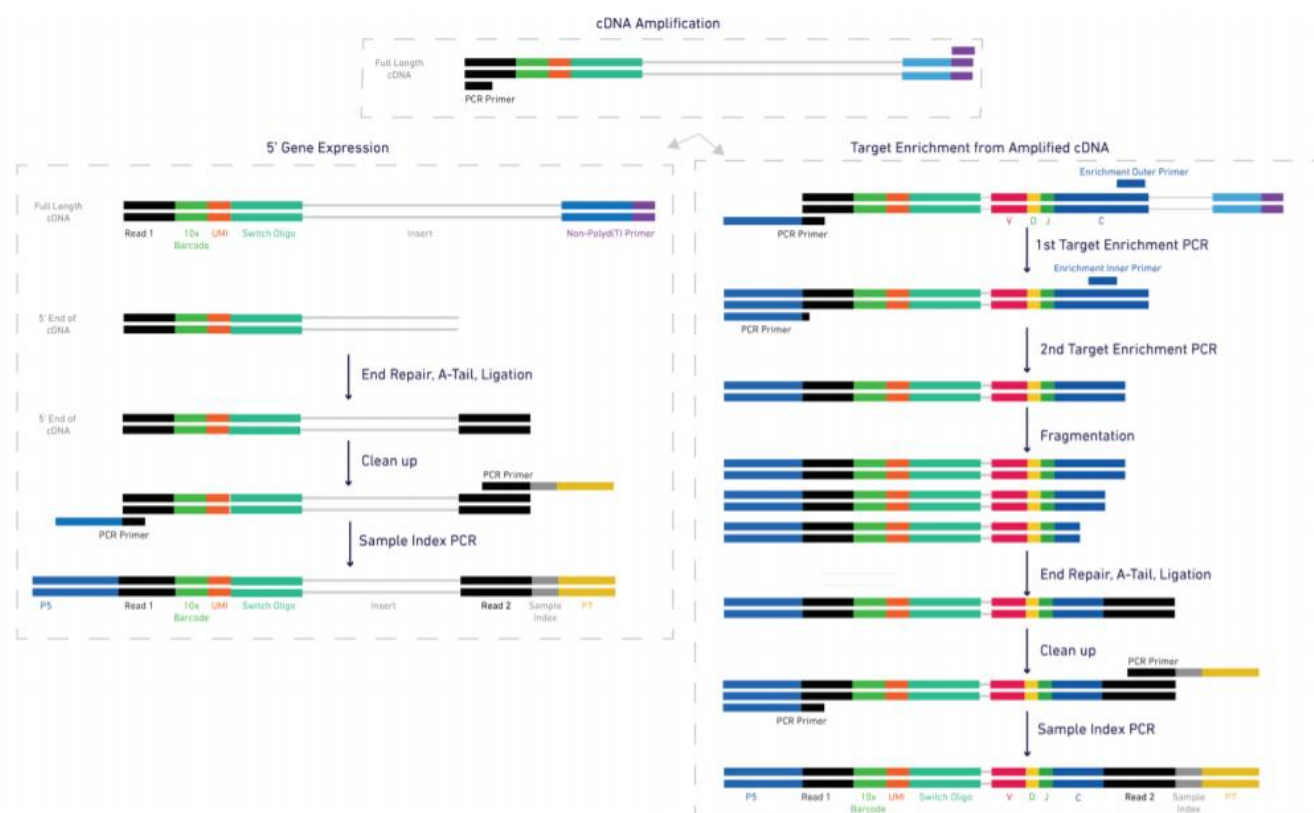 cDNA Amplification
Full Length
cDNA
PCR Primer
5' Gene Expression
Full Length
cDNA
Read 1
10x
Barcode
UMI
Switch Oligo
Insert
Non-Polyd(T) Primer
5' End of
cDNA
End Repair, A-Tail, Ligation
5' End of
cDNA
Clean up
PCR Primer
PCR Primer
Sample Index PCR
P5
Read 1
10x
Barcode
UMI
Switch Oligo
Insert
Read 2
Sample
Index
P7
Target Enrichment from Amplified cDNA
Enrichment Outer Primer
V
D
J
C
PCR Primer
1st Target Enrichment PCR
Enrichment Inner Primer
PCR Primer
2nd Target Enrichment PCR
Fragmentation
End Repair, A-Tail, Ligation
Clean up
PCR Primer
PCR Primer
Sample Index PCR
P5
Read 1
10x
Barcode
UMI
Switch Oligo
V
D
J
C
Read 2
Sample
Index
P7